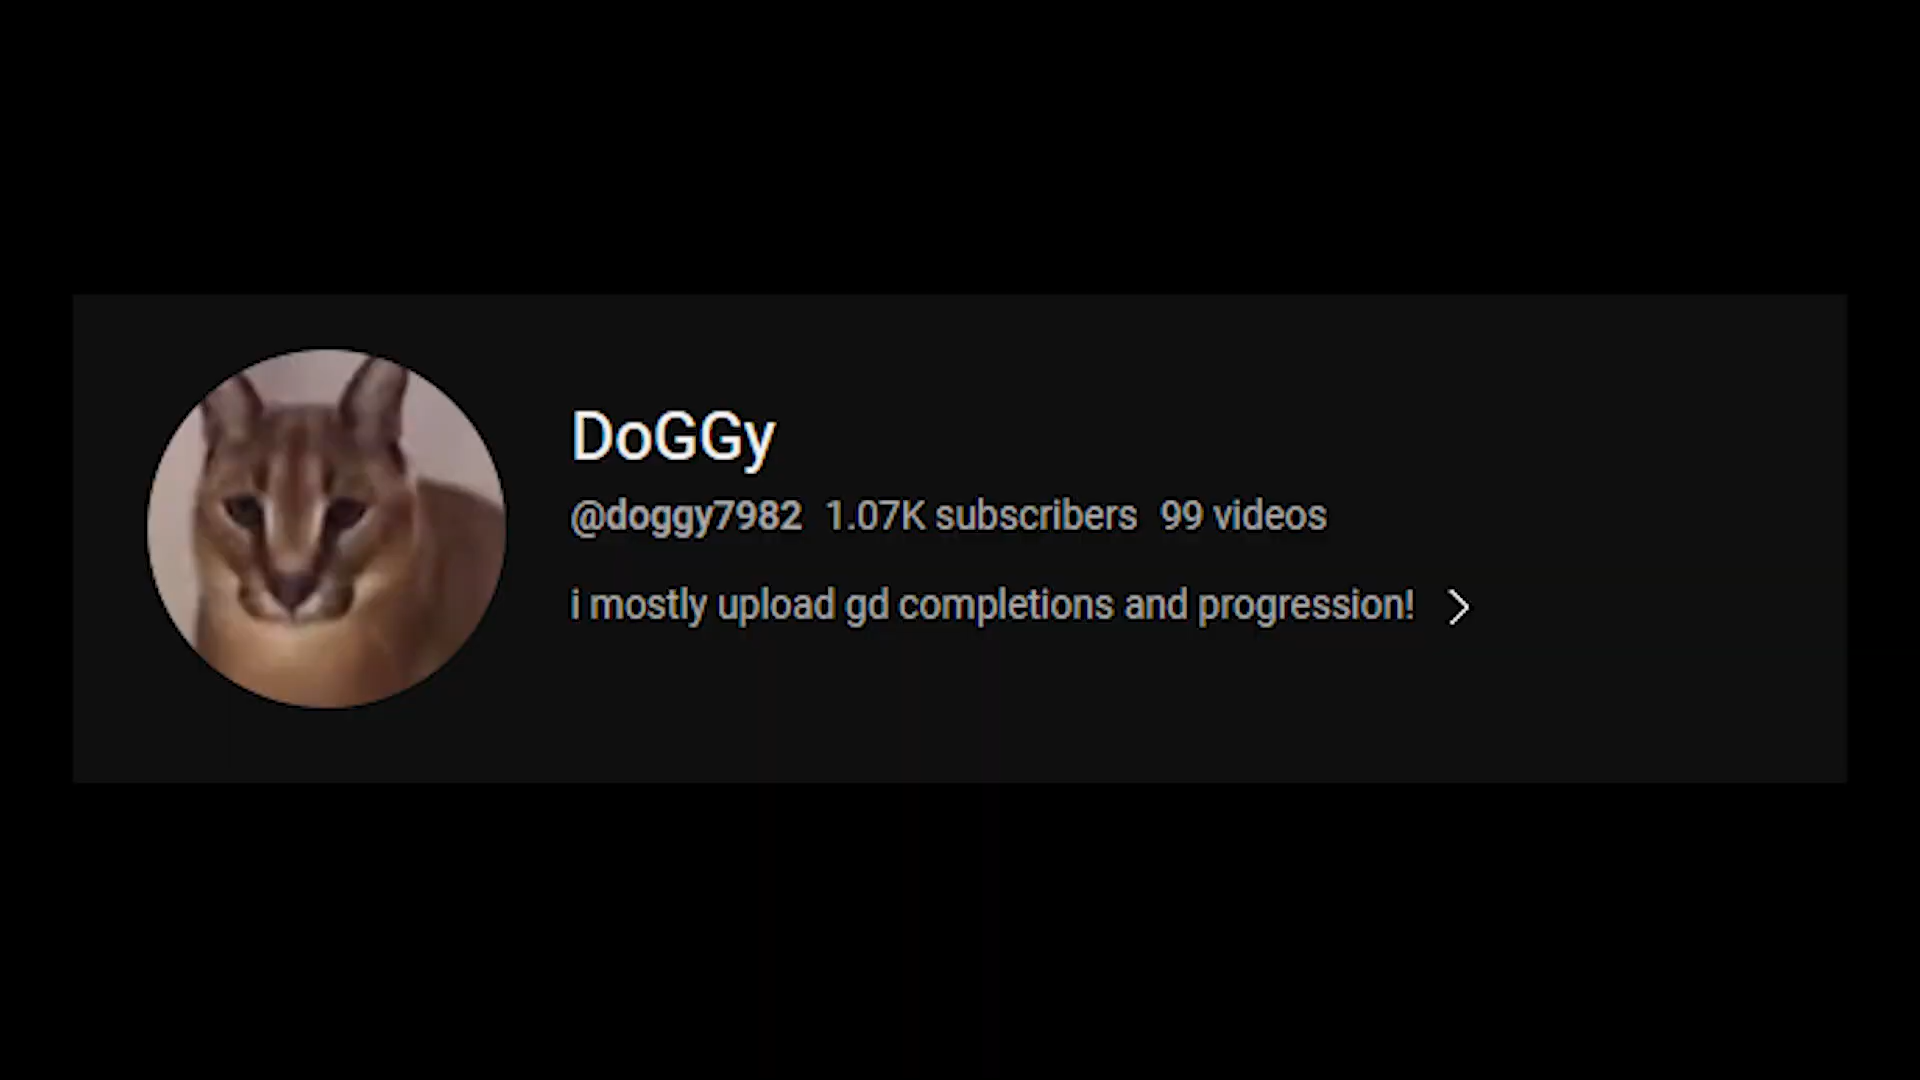 DoGGy
@doggy7982 1.07K subscribers 99 videos
i mostly upload gd completions and progression!